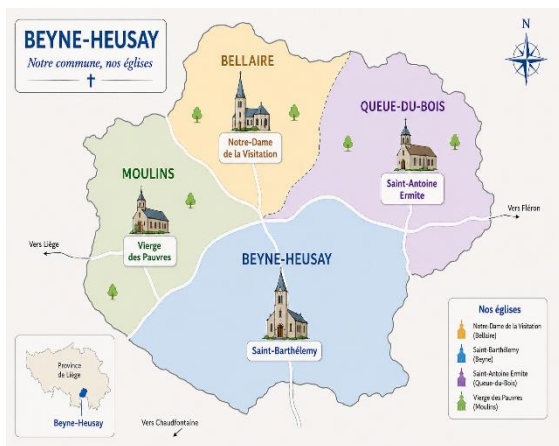 BEYNE-HEUSAY
Notre commune, nos églises
N
BELLAIRE
Notre-Dame
de la Visitation
QUEUE-DU-BOIS
Saint-Antoine
Ermite
MOULINS
Vierge
des Pauvres
Vers Liège
Vers Fléron
BEYNE-HEUSAY
Saint-Barthélemy
Nos églises
Notre-Dame de la Visitation
(Bellaire)
Saint-Barthélemy
(Beyne)
Saint-Antoine Ermite
(Queue-du-Bois)
Vierge des Pauvres
(Moulins)
Province
de Liège
Beyne-Heusay
Vers Chaudfontaine